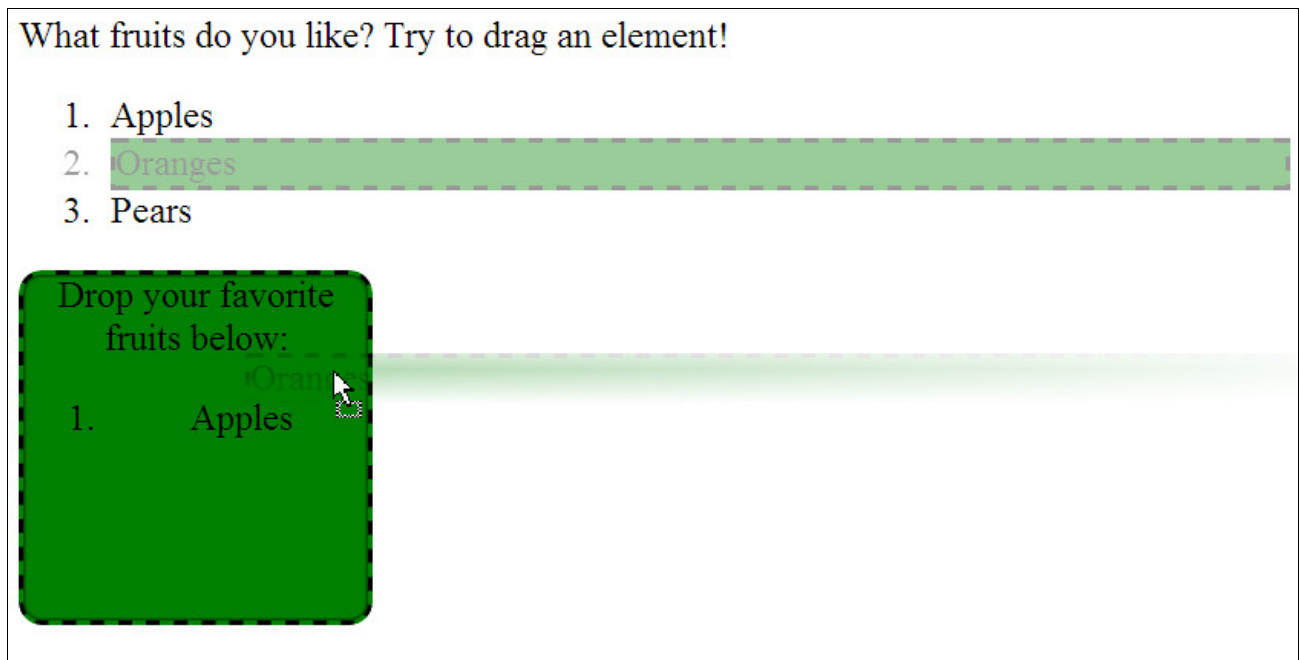 What fruits do you like? Try to drag an element!
1. Apples
2. Oranges
3. Pears
Drop your favorite
fruits below:
Oranges
1. Apples